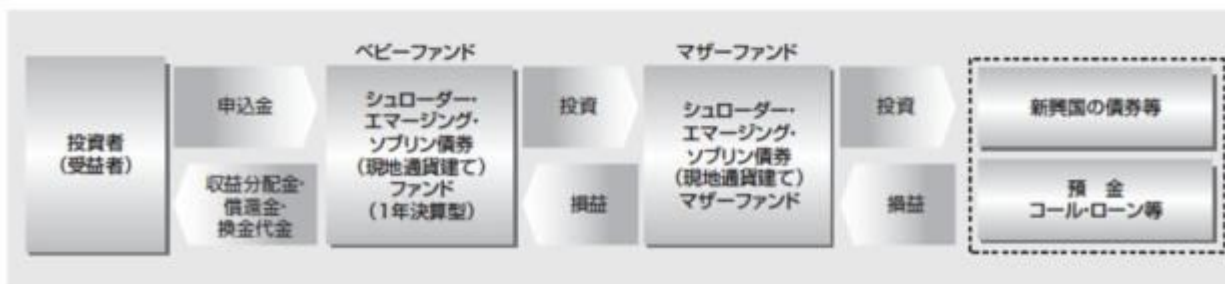 ベビーファンド
マザーファンド
投資者
(受益者)
申込金
収益分配金・
償還金・
換金代金
シュローダー・
エマージング・
ソブリン債券
(現地通貨建て)
ファンド
(1年決算型)
投資
損益
シュローダー・
エマージング・
ソブリン債券
(現地通貨建て)
マザーファンド
投資
損益
新興国の債券等
預 金
コール・ローン等